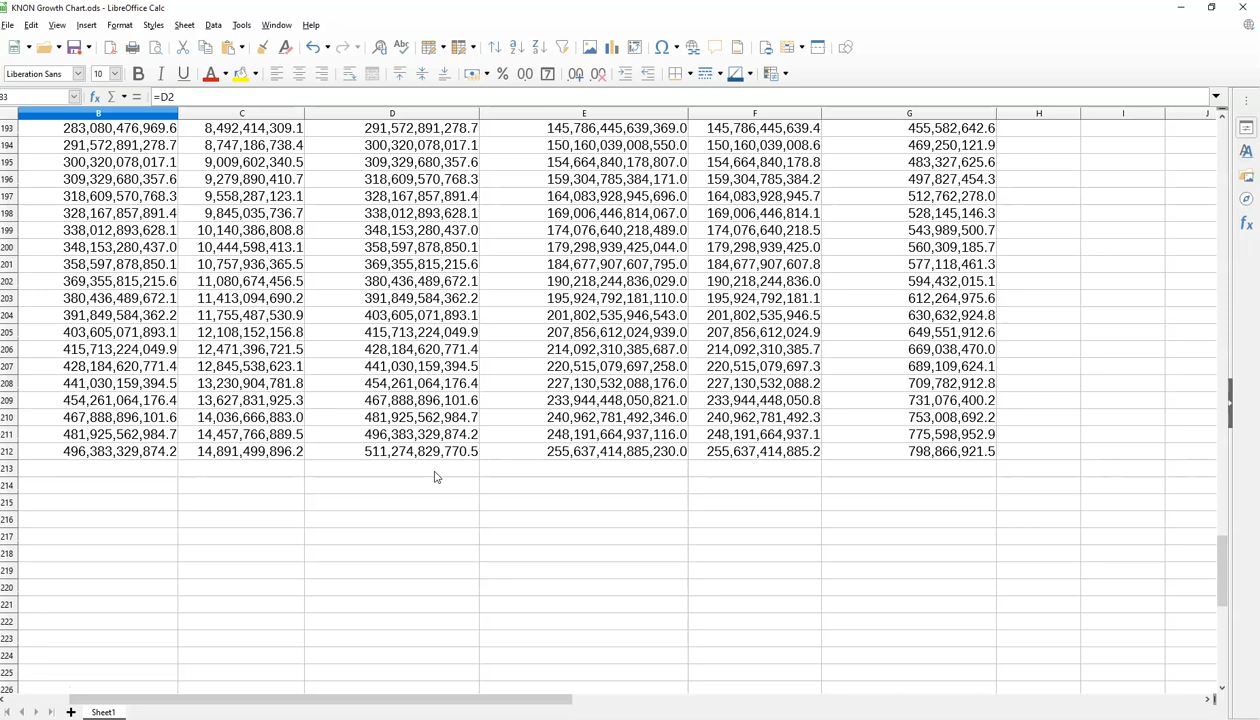 KNON Growth Chart.ods - LibreOffice Calc
File Edit View Insert Format Styles Sheet Data Tools Window Help
Liberation Sans 10
B3 =D2
B C D E F G H I J
193 283,080,476,969.6 8,492,414,309.1 291,572,891,278.7 145,786,445,639,369.0 145,786,445,639.4 455,582,642.6
194 291,572,891,278.7 8,747,186,738.4 300,320,078,017.1 150,160,039,008,550.0 150,160,039,008.6 469,250,121.9
195 300,320,078,017.1 9,009,602,340.5 309,329,680,357.6 154,664,840,178,807.0 154,664,840,178.8 483,327,625.6
196 309,329,680,357.6 9,279,890,410.7 318,609,570,768.3 159,304,785,384,171.0 159,304,785,384.2 497,827,454.3
197 318,609,570,768.3 9,558,287,123.1 328,167,857,891.4 164,083,928,945,696.0 164,083,928,945.7 512,762,278.0
198 328,167,857,891.4 9,845,035,736.7 338,012,893,628.1 169,006,446,814,067.0 169,006,446,814.1 528,145,146.3
199 338,012,893,628.1 10,140,386,808.8 348,153,280,437.0 174,076,640,218,489.0 174,076,640,218.5 543,989,500.7
200 348,153,280,437.0 10,444,598,413.1 358,597,878,850.1 179,298,939,425,044.0 179,298,939,425.0 560,309,185.7
201 358,597,878,850.1 10,757,936,365.5 369,355,815,215.6 184,677,907,607,795.0 184,677,907,607.8 577,118,461.3
202 369,355,815,215.6 11,080,674,456.5 380,436,489,672.1 190,218,244,836,029.0 190,218,244,836.0 594,432,015.1
203 380,436,489,672.1 11,413,094,690.2 391,849,584,362.2 195,924,792,181,110.0 195,924,792,181.1 612,264,975.6
204 391,849,584,362.2 11,755,487,530.9 403,605,071,893.1 201,802,535,946,543.0 201,802,535,946.5 630,632,924.8
205 403,605,071,893.1 12,108,152,156.8 415,713,224,049.9 207,856,612,024,939.0 207,856,612,024.9 649,551,912.6
206 415,713,224,049.9 12,471,396,721.5 428,184,620,771.4 214,092,310,385,687.0 214,092,310,385.7 669,038,470.0
207 428,184,620,771.4 12,845,538,623.1 441,030,159,394.5 220,515,079,697,258.0 220,515,079,697.3 689,109,624.1
208 441,030,159,394.5 13,230,904,781.8 454,261,064,176.4 227,130,532,088,176.0 227,130,532,088.2 709,782,912.8
209 454,261,064,176.4 13,627,831,925.3 467,888,896,101.6 233,944,448,050,821.0 233,944,448,050.8 731,076,400.2
210 467,888,896,101.6 14,036,666,883.0 481,925,562,984.7 240,962,781,492,346.0 240,962,781,492.3 753,008,692.2
211 481,925,562,984.7 14,457,766,889.5 496,383,329,874.2 248,191,664,937,116.0 248,191,664,937.1 775,598,952.9
212 496,383,329,874.2 14,891,499,896.2 511,274,829,770.5 255,637,414,885,230.0 255,637,414,885.2 798,866,921.5
213
214
215
216
217
218
219
220
221
222
223
224
225
226
Sheet1